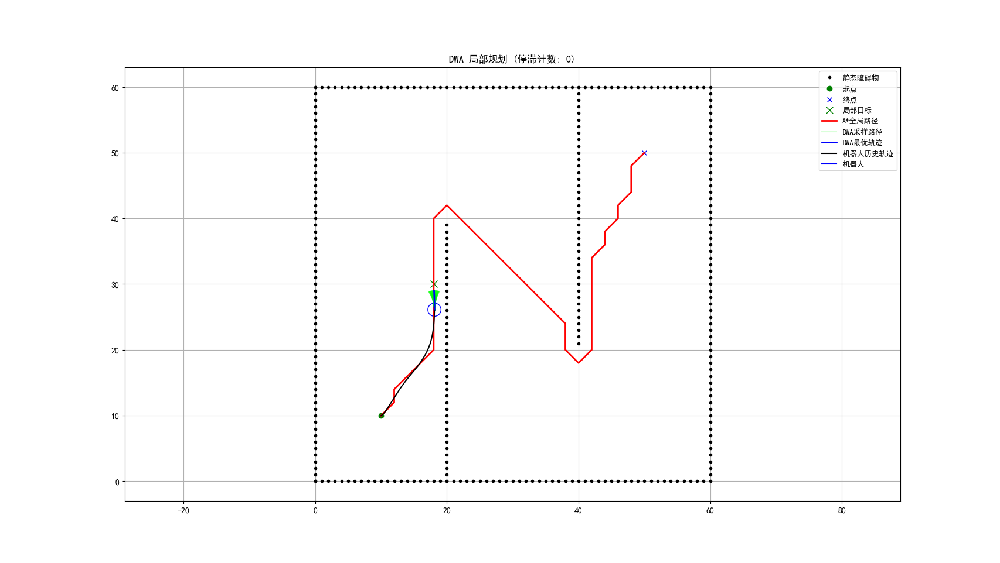 DWA 局部规划 (停滞计数: 0)
60
50
40
30
20
10
0
-20
0
20
40
60
80
静态障碍物
起点
终点
局部目标
A*全局路径
DWA采样路径
DWA最优轨迹
机器人历史轨迹
机器人